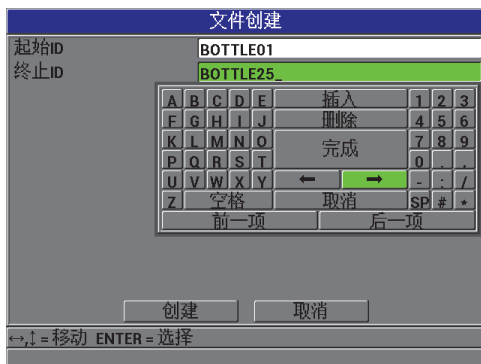 文件创建
起始ID BOTTLE01
终止ID BOTTLE25_
A B C D E 插入 1 2 3
F G H I J 删除 4 5 6
K L M N O 完成 7 8 9
P Q R S T 0 . ,
U V W X Y ← → - : /
Z 空格 取消 SP # *
前一项 后一项
创建 取消
↔,↕ = 移动 ENTER = 选择